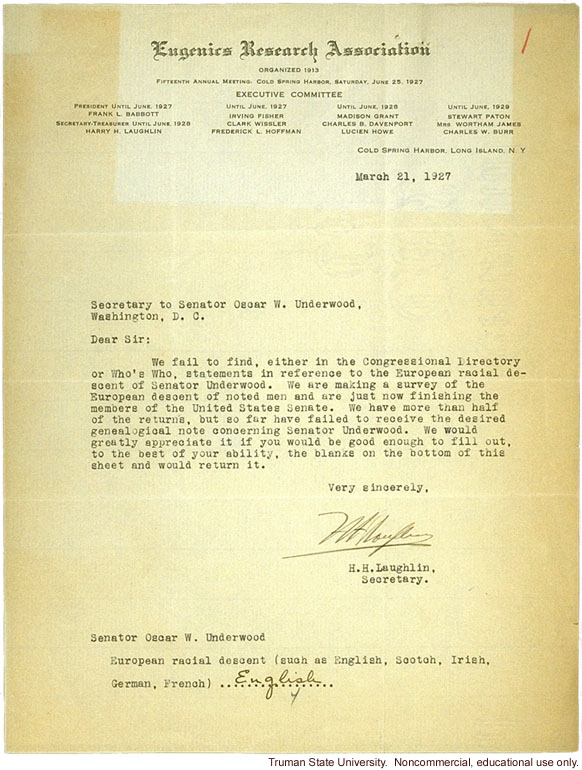 Eugenics Research Association
ORGANIZED 1913
FIFTEENTH ANNUAL MEETING: COLD SPRING HARBOR, SATURDAY, JUNE 25, 1927
EXECUTIVE COMMITTEE
PRESIDENT UNTIL JUNE, 1927
FRANK L. BABBOTT
SECRETARY-TREASURER UNTIL JUNE, 1928
HARRY H. LAUGHLIN
UNTIL JUNE, 1927
IRVING FISHER
CLARK WISSLER
FREDERICK L. HOFFMAN
UNTIL JUNE, 1928
MADISON GRANT
CHARLES B. DAVENPORT
LUCIEN HOWE
UNTIL JUNE, 1929
STEWART PATON
MRS. WORTHAM JAMES
CHARLES W. BURR
COLD SPRING HARBOR, LONG ISLAND, N. Y
March 21, 1927
Secretary to Senator Oscar W. Underwood,
Washington, D. C.
Dear Sir:
We fail to find, either in the Congressional Directory
or Who's Who, statements in reference to the European racial de-
scent of Senator Underwood. We are making a survey of the
European descent of noted men and are just now finishing the
members of the United States Senate. We have more than half
of the returns, but so far have failed to receive the desired
genealogical note concerning Senator Underwood. We would
greatly appreciate it if you would be good enough to fill out,
to the best of your ability, the blanks on the bottom of this
sheet and would return it.
Very sincerely,
H H Laughlin
H.H.Laughlin,
Secretary.
Senator Oscar W. Underwood
European racial descent (such as English, Scotch, Irish,
German, French) ..English..
Truman State University. Noncommercial, educational use only.